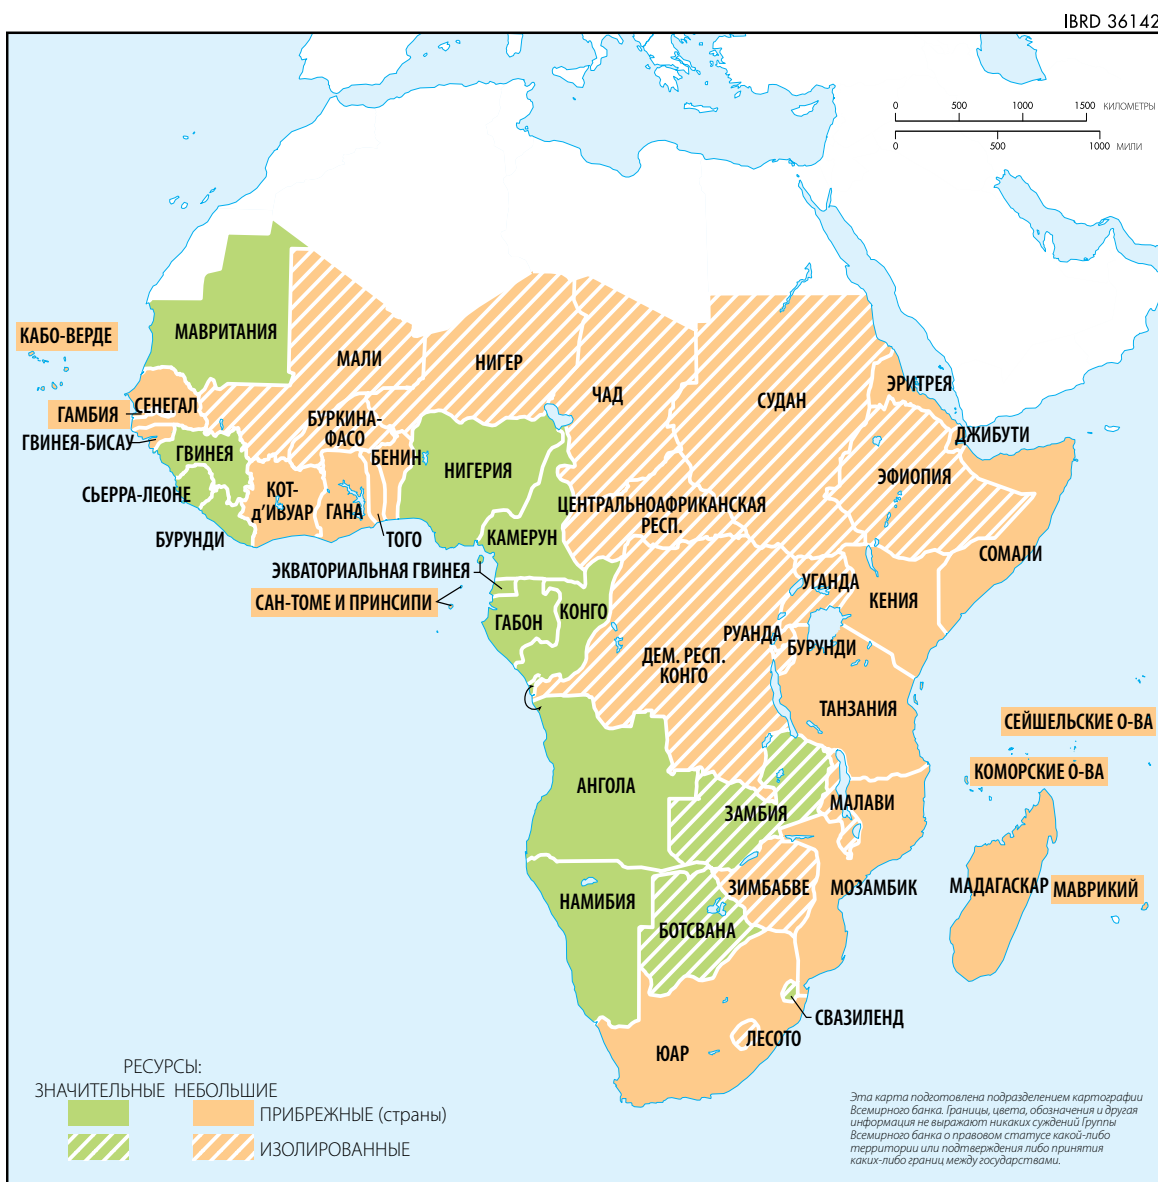 IBRD 36142
0 500 1000 1500 КИЛОМЕТРЫ
0 500 1000 МИЛИ
МАВРИТАНИЯ
КАБО-ВЕРДЕ
МАЛИ
НИГЕР
ЧАД
СУДАН
ЭРИТРЕЯ
СЕНЕГАЛ
ГАМБИЯ
ГВИНЕЯ-БИСАУ
БУРКИНА-
ФАСО
ДЖИБУТИ
ГВИНЕЯ
БЕНИН
НИГЕРИЯ
ЭФИОПИЯ
СЬЕРРА-ЛЕОНЕ
КОТ-
д’ИВУАР
ГАНА
ЦЕНТРАЛЬНОАФРИКАНСКАЯ
РЕСП.
БУРУНДИ
ТОГО
КАМЕРУН
СОМАЛИ
ЭКВАТОРИАЛЬНАЯ ГВИНЕЯ
УГАНДА
КЕНИЯ
САН-ТОМЕ И ПРИНСИПИ
ГАБОН
КОНГО
РУАНДА
БУРУНДИ
ДЕМ. РЕСП.
КОНГО
ТАНЗАНИЯ
СЕЙШЕЛЬСКИЕ О-ВА
КОМОРСКИЕ О-ВА
АНГОЛА
ЗАМБИЯ
МАЛАВИ
НАМИБИЯ
ЗИМБАБВЕ
МОЗАМБИК
МАДАГАСКАР
МАВРИКИЙ
БОТСВАНА
СВАЗИЛЕНД
ЛЕСОТО
ЮАР
РЕСУРСЫ:
ЗНАЧИТЕЛЬНЫЕ НЕБОЛЬШИЕ
ПРИБРЕЖНЫЕ (страны)
ИЗОЛИРОВАННЫЕ
Эта карта подготовлена подразделением картографии
Всемирного банка. Границы, цвета, обозначения и другая
информация не выражают никаких суждений Группы
Всемирного банка о правовом статусе какой-либо
территории или подтверждения либо принятия
каких-либо границ между государствами.